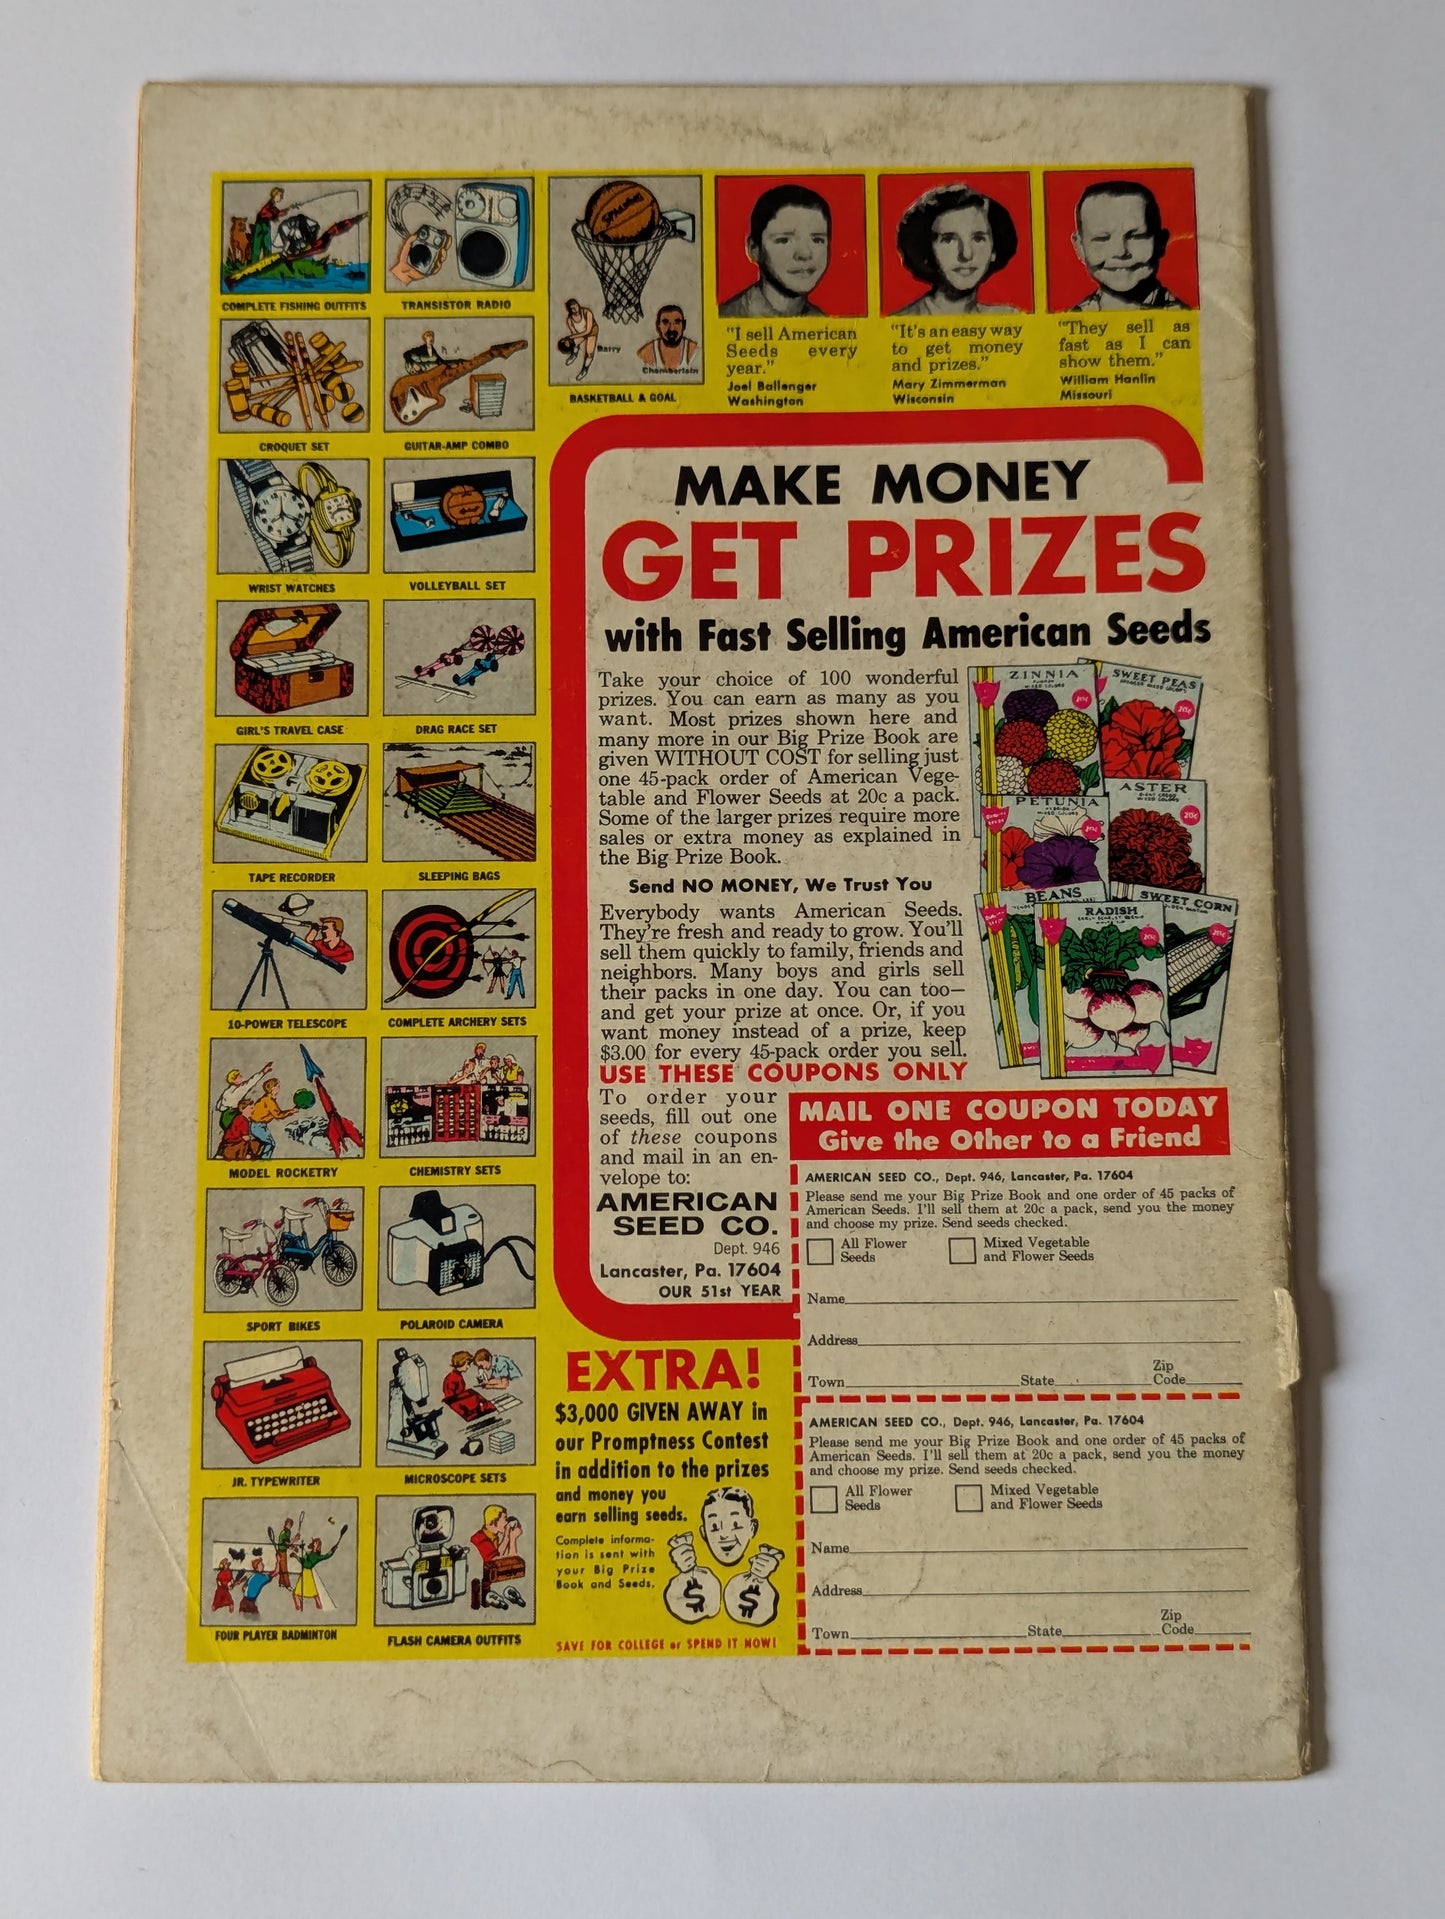 COMPLETE FISHING OUTFITS
TRANSISTOR RADIO
SPALDING
Barry
Chamberlain
BASKETBALL & GOAL
CROQUET SET
GUITAR-AMP COMBO
WRIST WATCHES
VOLLEYBALL SET
GIRL'S TRAVEL CASE
DRAG RACE SET
TAPE RECORDER
SLEEPING BAGS
10-POWER TELESCOPE
COMPLETE ARCHERY SETS
MODEL ROCKETRY
CHEMISTRY SETS
SPORT BIKES
POLAROID CAMERA
JR. TYPEWRITER
MICROSCOPE SETS
FOUR PLAYER BADMINTON
FLASH CAMERA OUTFITS
"I sell American
Seeds every
year."
Joel Ballenger
Washington
"It's an easy way
to get money
and prizes."
Mary Zimmerman
Wisconsin
"They sell as
fast as I can
show them."
William Hanlin
Missouri
MAKE MONEY
GET PRIZES
with Fast Selling American Seeds
Take your choice of 100 wonderful
prizes. You can earn as many as you
want. Most prizes shown here and
many more in our Big Prize Book are
given WITHOUT COST for selling just
one 45-pack order of American Vege-
table and Flower Seeds at 20c a pack.
Some of the larger prizes require more
sales or extra money as explained in
the Big Prize Book.
Send NO MONEY, We Trust You
Everybody wants American Seeds.
They're fresh and ready to grow. You'll
sell them quickly to family, friends and
neighbors. Many boys and girls sell
their packs in one day. You can too—
and get your prize at once. Or, if you
want money instead of a prize, keep
$3.00 for every 45-pack order you sell.
USE THESE COUPONS ONLY
To order your
seeds, fill out one
of these coupons
and mail in an en-
velope to:
AMERICAN
SEED CO.
Dept. 946
Lancaster, Pa. 17604
OUR 51st YEAR
ZINNIA
MIXED COLORS
20¢
SWEET PEAS
SPENCER MIXED COLORS
20¢
PETUNIA
MIXED COLORS
20¢
ASTER
MIXED COLORS
20¢
BEANS
RADISH
20¢
SWEET CORN
20¢
MAIL ONE COUPON TODAY
Give the Other to a Friend
AMERICAN SEED CO., Dept. 946, Lancaster, Pa. 17604
Please send me your Big Prize Book and one order of 45 packs of
American Seeds. I'll sell them at 20c a pack, send you the money
and choose my prize. Send seeds checked.
All Flower
Seeds
Mixed Vegetable
and Flower Seeds
Name
Address
Town State Zip
Code
AMERICAN SEED CO., Dept. 946, Lancaster, Pa. 17604
Please send me your Big Prize Book and one order of 45 packs of
American Seeds. I'll sell them at 20c a pack, send you the money
and choose my prize. Send seeds checked.
All Flower
Seeds
Mixed Vegetable
and Flower Seeds
Name
Address
Town State Zip
Code
EXTRA!
$3,000 GIVEN AWAY in
our Promptness Contest
in addition to the prizes
and money you
earn selling seeds.
Complete informa-
tion is sent with
your Big Prize
Book and Seeds.
$ $
SAVE FOR COLLEGE or SPEND IT NOW!